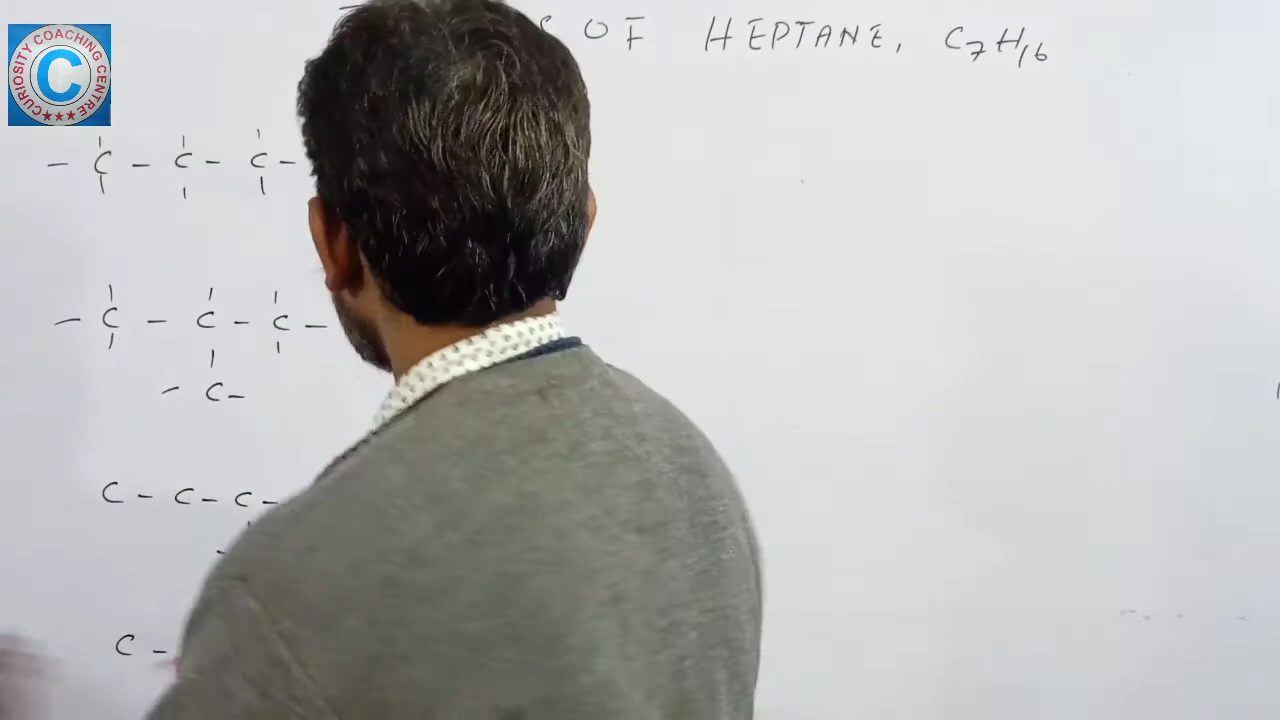 CURIOSITY COACHING CENTRE
C
OF HEPTANE, C₇H₁₆
- C - C - C -
- C - C - C -
- C -
C - C - C -
C -